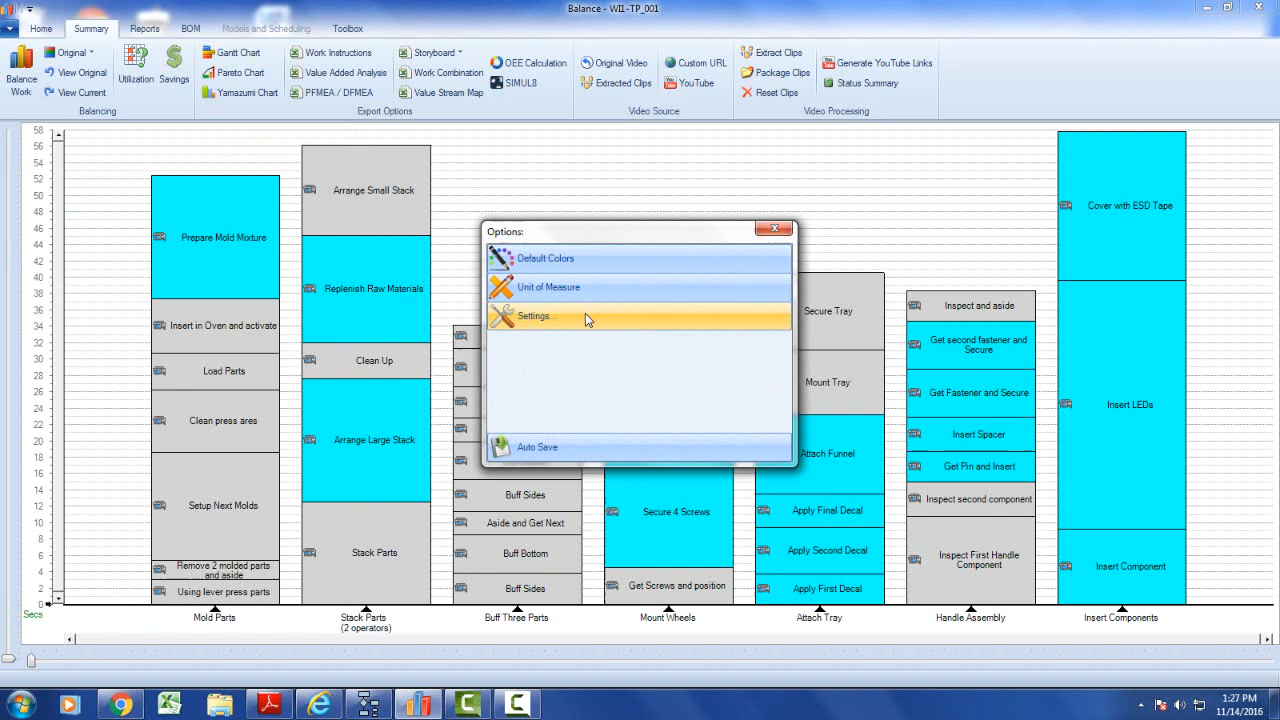 Balance - WI1-TP_001
Home Summary Reports BOM Models and Scheduling Toolbox
Balance Work
Original
View Original
View Current
Utilization
Savings
Balancing
Gantt Chart
Pareto Chart
Yamazumi Chart
Work Instructions
Value Added Analysis
PFMEA / DFMEA
Storyboard
Work Combination
Value Stream Map
OEE Calculation
SIMUL8
Export Options
Original Video
Extracted Clips
Custom URL
YouTube
Video Source
Extract Clips
Package Clips
Reset Clips
Generate YouTube Links
Status Summary
Video Processing
58
56
54
52
50
48
46
44
42
40
38
36
34
32
30
28
26
24
22
20
18
16
14
12
10
8
6
4
2
0
Secs
Prepare Mold Mixture
Insert in Oven and activate
Load Parts
Clean press area
Setup Next Molds
Remove 2 molded parts
and aside
Using lever press parts
Mold Parts
Arrange Small Stack
Replenish Raw Materials
Clean Up
Arrange Large Stack
Stack Parts
Stack Parts
(2 operators)
Options:
Default Colors
Unit of Measure
Settings...
Auto Save
Buff Sides
Aside and Get Next
Buff Bottom
Buff Sides
Buff Three Parts
Secure 4 Screws
Get Screws and position
Mount Wheels
Secure Tray
Mount Tray
Attach Funnel
Apply Final Decal
Apply Second Decal
Apply First Decal
Attach Tray
Inspect and aside
Get second fastener and
Secure
Get Fastener and Secure
Insert Spacer
Get Pin and Insert
Inspect second component
Inspect First Handle
Component
Handle Assembly
Cover with ESD Tape
Insert LEDs
Insert Component
Insert Components
1:27 PM
11/14/2016